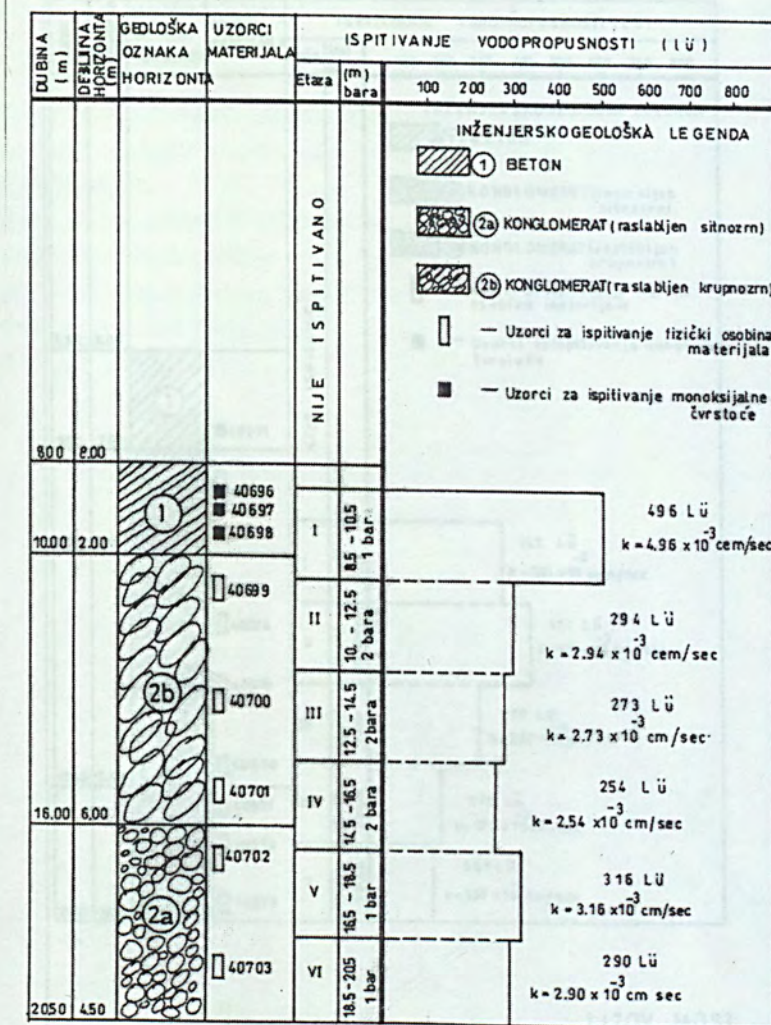 DUBINA (m)
DEBLJINA HORIZONTA (m)
GEOLOŠKA OZNAKA HORIZONTA
UZORCI MATERIJALA
ISPITIVANJE VODOPROPUSNOSTI (LÜ)
Etaza
(m) bara
100 200 300 400 500 600 700 800
INŽENJERSKOGEOLOŠKA LEGENDA
1 BETON
2a KONGLOMERAT (raslabljen sitnozrn)
2b KONGLOMERAT (raslabljen krupnozrn)
— Uzorci za ispitivanje fizički osobina
materijala
— Uzorci za ispitivanje monoksijalne
čvrstoće
NIJE ISPITIVANO
8.00
1
40696
40697
40698
10.00 2.00
I
8.5 – 10.5
1 bar
496 Lü
k = 4.96 x 10⁻³ cem/sec
2b
40699
40700
40701
16.00 6.00
II
10. – 12.5
2 bara
294 Lü
k = 2.94 x 10⁻³ cem/sec
III
12.5 – 14.5
2bara
273 Lü
k = 2.73 x 10⁻³ cm/sec
IV
14.5 – 16.5
2 bara
254 Lü
k = 2.54 x10⁻³ cm/sec
2a
40702
40703
20.50 4.50
V
16.5 – 18.5
1 bar
316 Lü
k = 3.16 x10⁻³ cm/sec
VI
18.5 – 20.5
1 bar
290 Lü
k = 2.90 x 10⁻³ cm sec